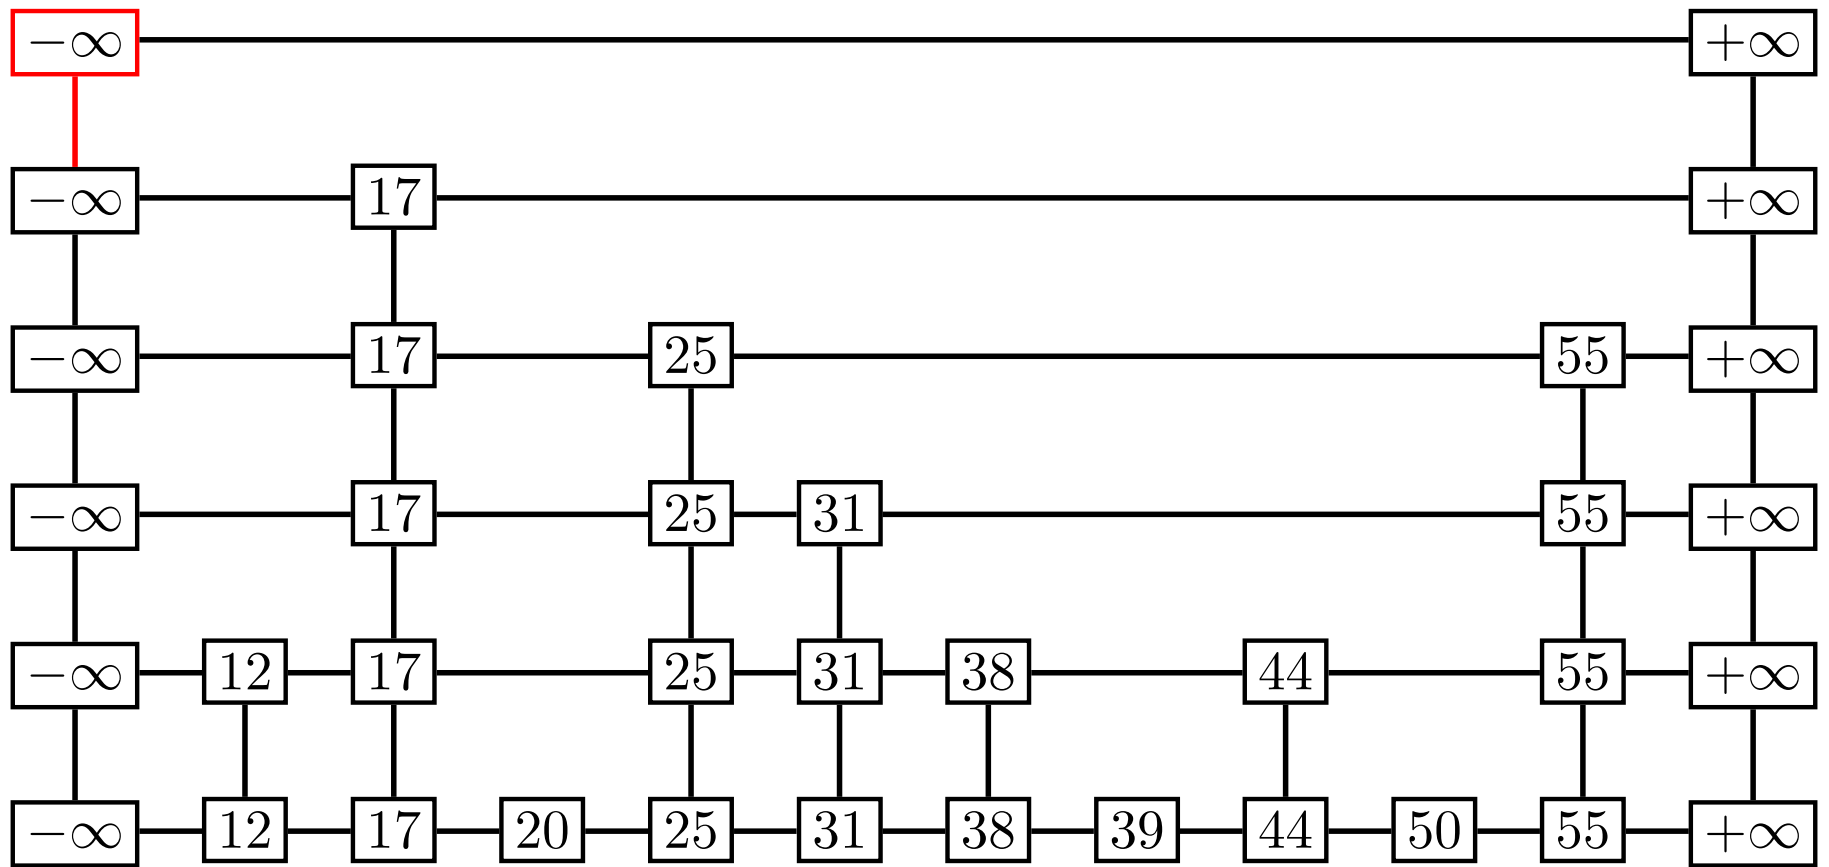 −∞ +∞
−∞ 17 +∞
−∞ 17 25 55 +∞
−∞ 17 25 31 55 +∞
−∞ 12 17 25 31 38 44 55 +∞
−∞ 12 17 20 25 31 38 39 44 50 55 +∞